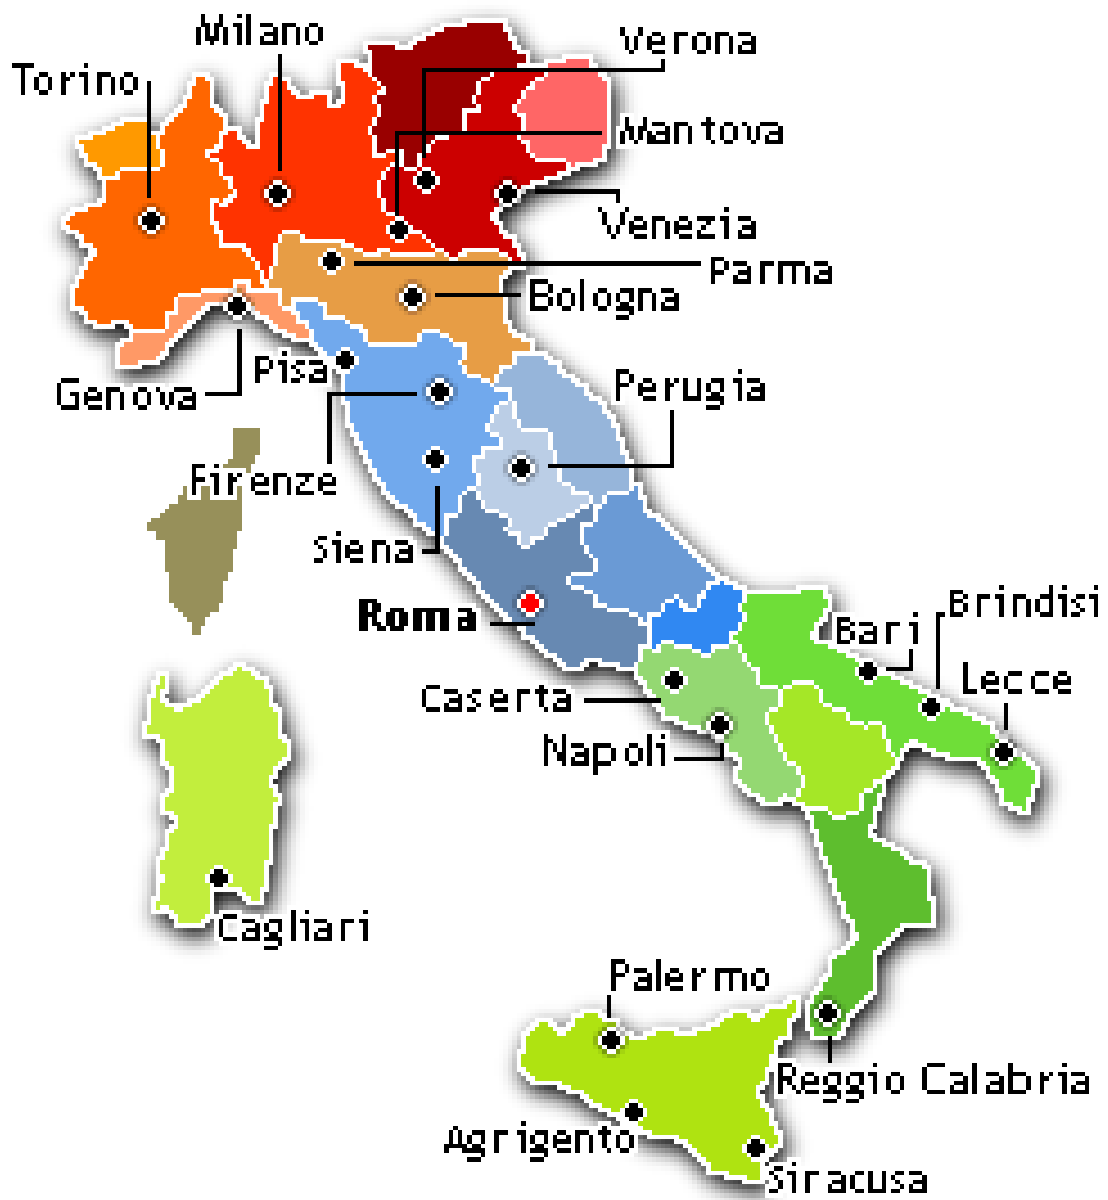 Milano
Verona
Torino
Mantova
Venezia
Parma
Bologna
Pisa
Perugia
Genova
Firenze
Siena
Roma
Brindisi
Bari
Lecce
Caserta
Napoli
Cagliari
Palermo
Reggio Calabria
Agrigento
Siracusa